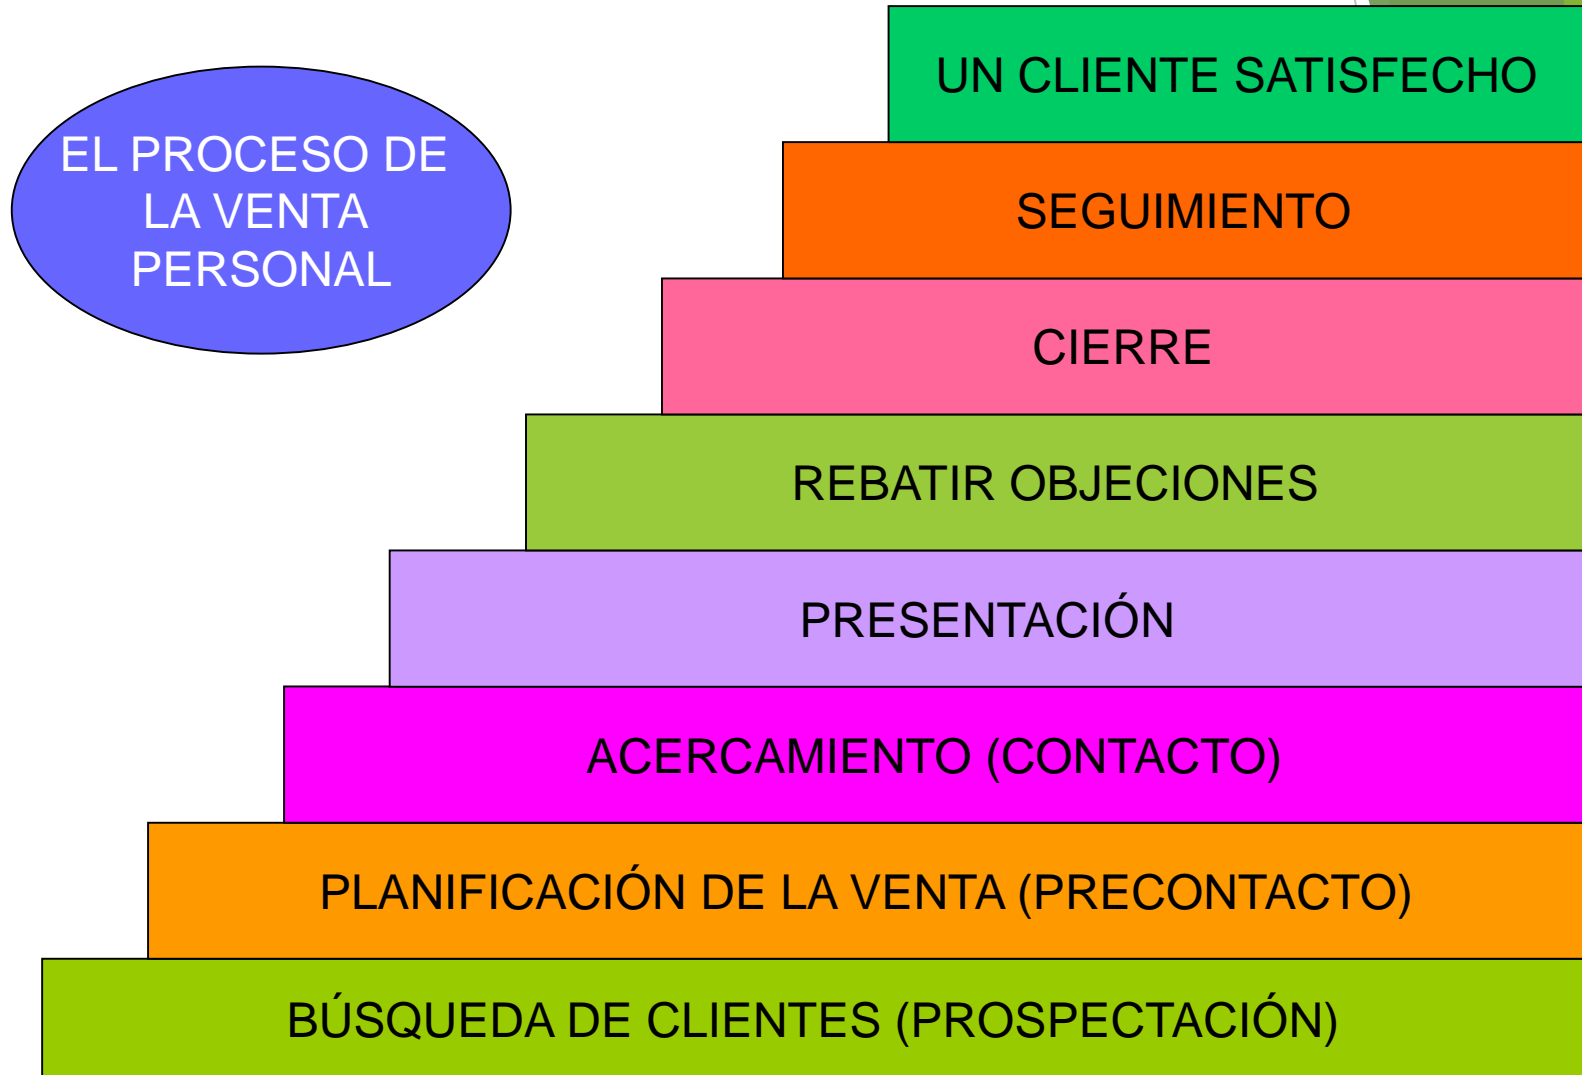 EL PROCESO DE
LA VENTA
PERSONAL
UN CLIENTE SATISFECHO
SEGUIMIENTO
CIERRE
REBATIR OBJECIONES
PRESENTACIÓN
ACERCAMIENTO (CONTACTO)
PLANIFICACIÓN DE LA VENTA (PRECONTACTO)
BÚSQUEDA DE CLIENTES (PROSPECTACIÓN)